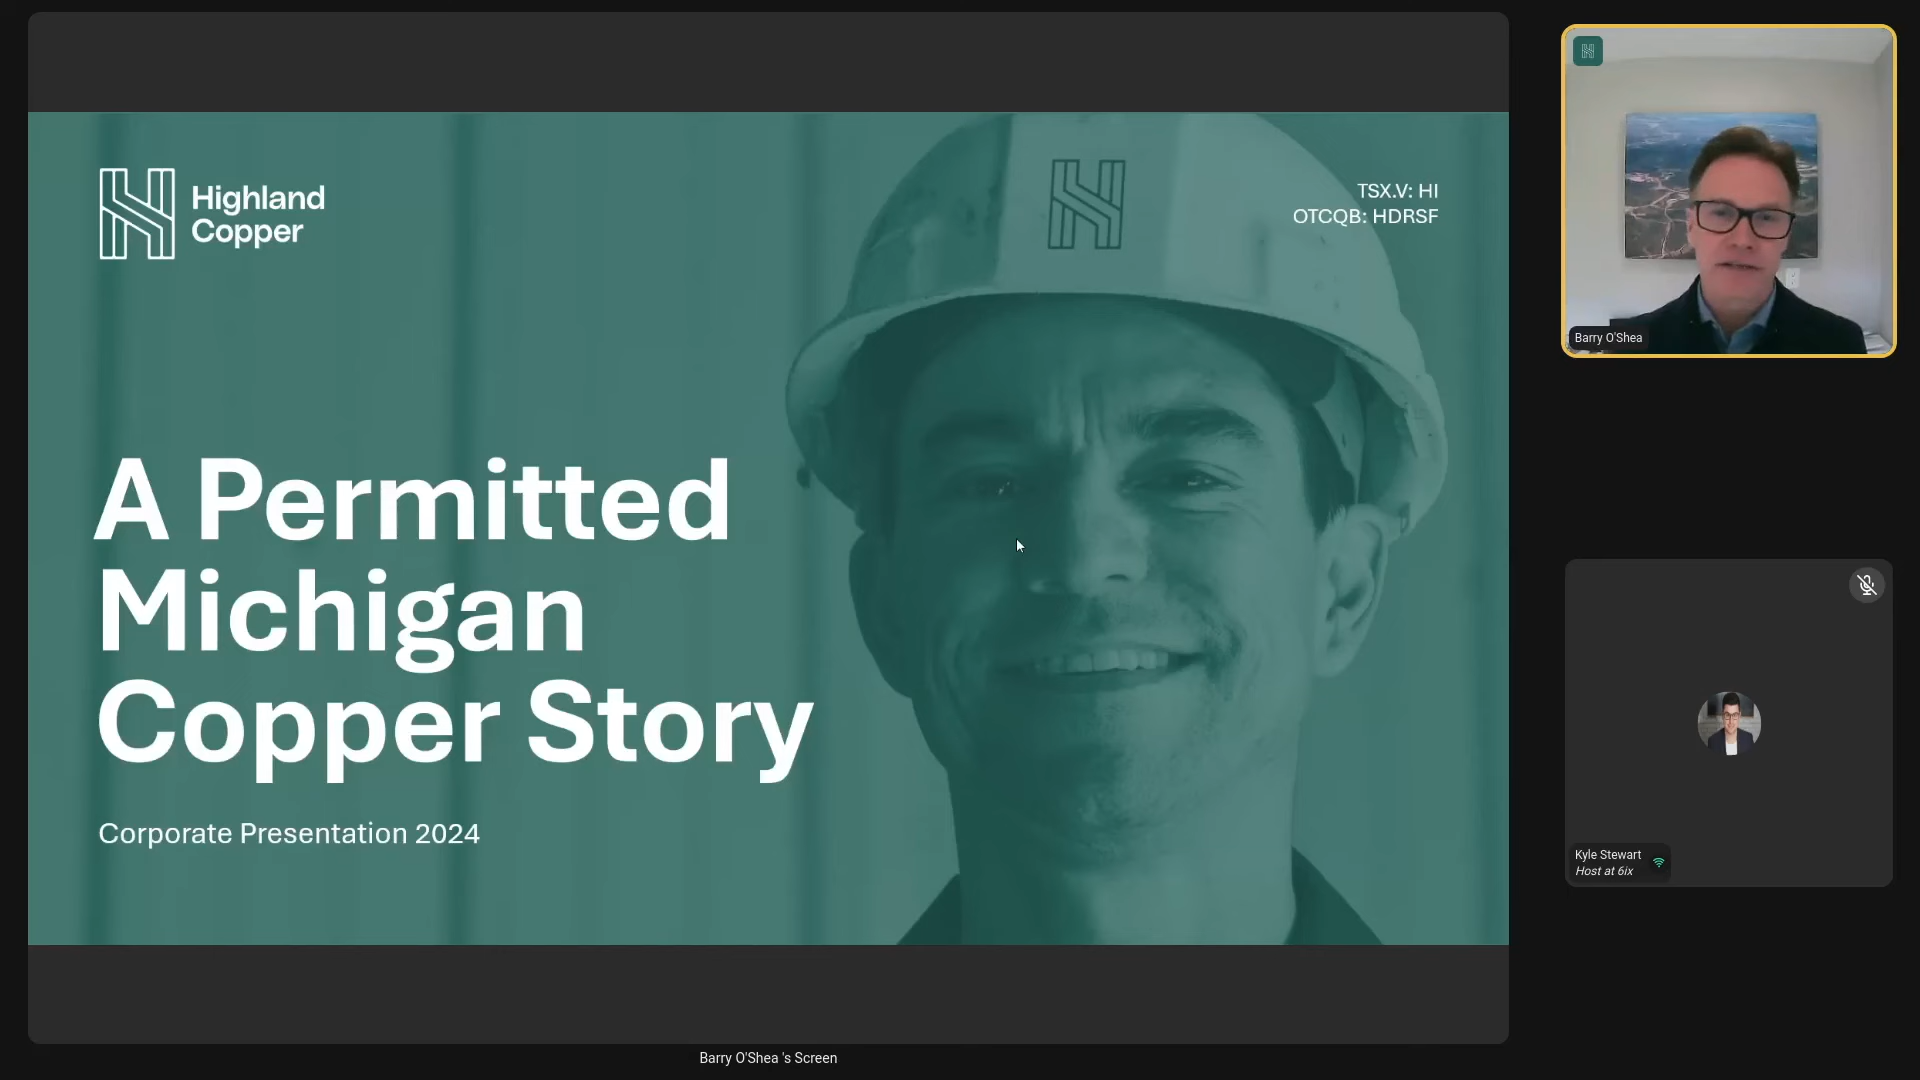 Highland
Copper
TSX.V: HI
OTCQB: HDRSF
A Permitted
Michigan
Copper Story
Corporate Presentation 2024
Barry O'Shea
Kyle Stewart
Host at 6ix
Barry O'Shea 's Screen